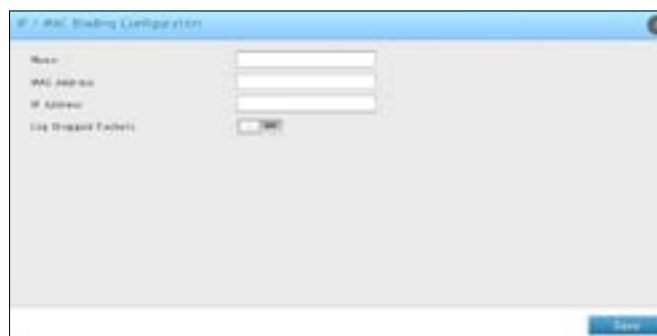 IP / MAC Binding Configuration
Name
MAC Address
IP Address
Log Dropped Packets
OFF
Save